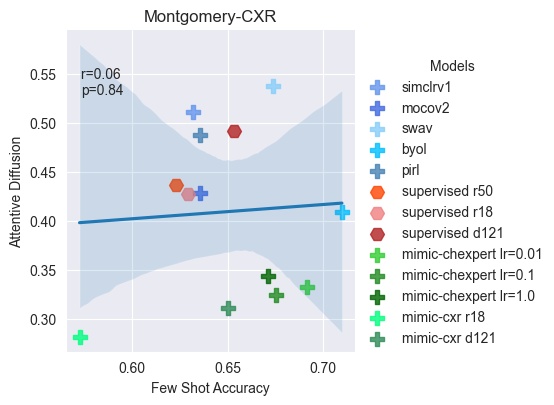 Montgomery-CXR
r=0.06
p=0.84
Attentive Diffusion
0.55
0.50
0.45
0.40
0.35
0.30
0.60
0.65
0.70
Few Shot Accuracy
Models
simclrv1
mocov2
swav
byol
pirl
supervised r50
supervised r18
supervised d121
mimic-chexpert lr=0.01
mimic-chexpert lr=0.1
mimic-chexpert lr=1.0
mimic-cxr r18
mimic-cxr d121